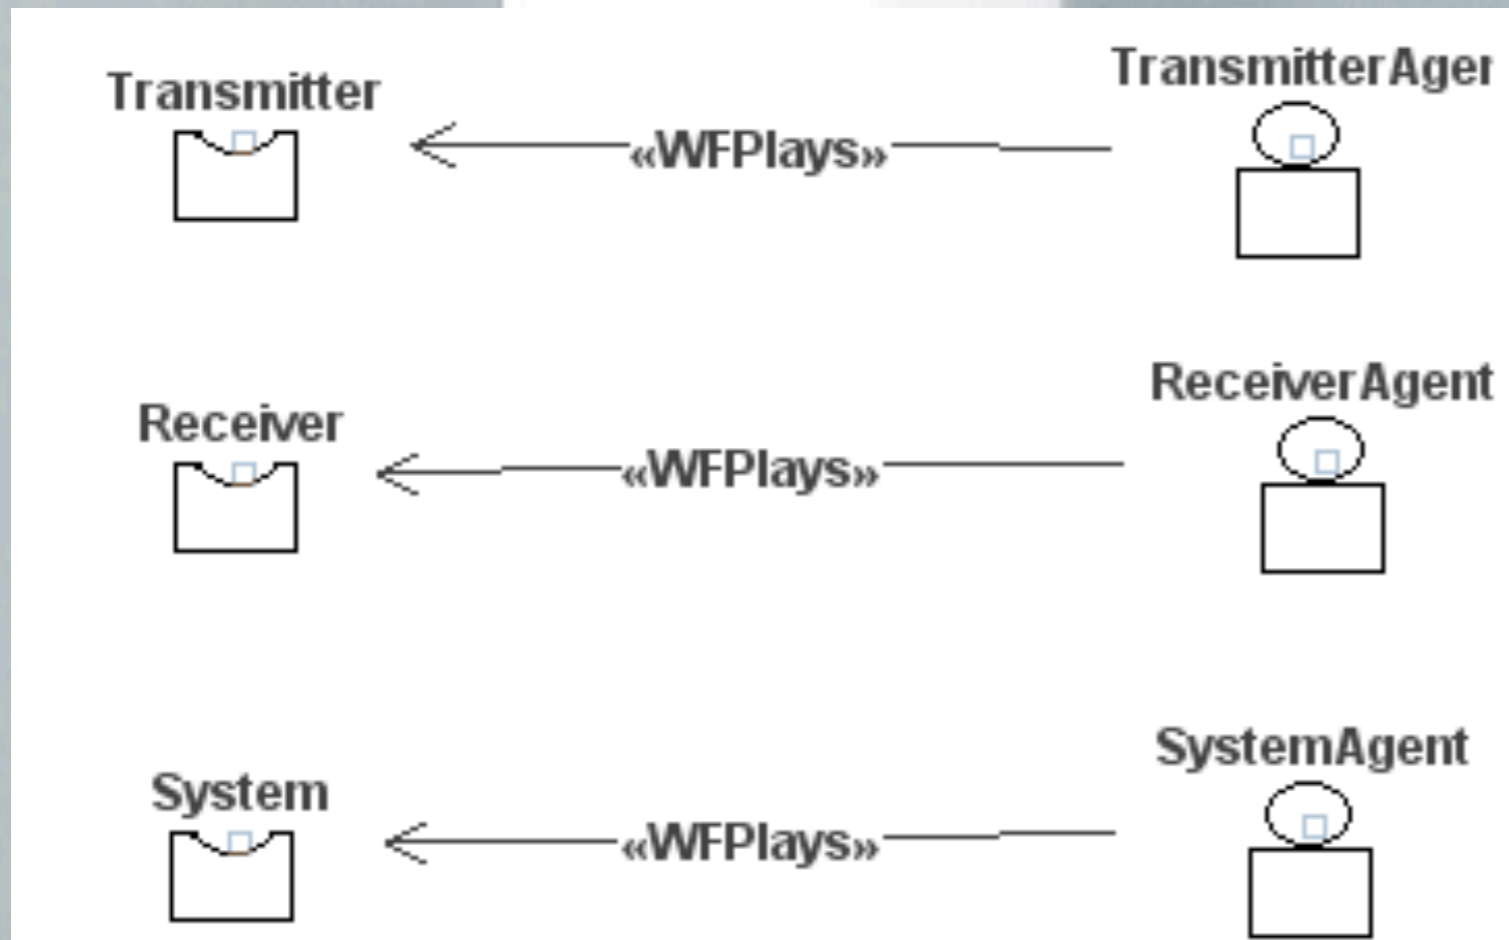 Transmitter «WFPlays» TransmitterAger
Receiver «WFPlays» ReceiverAgent
System «WFPlays» SystemAgent